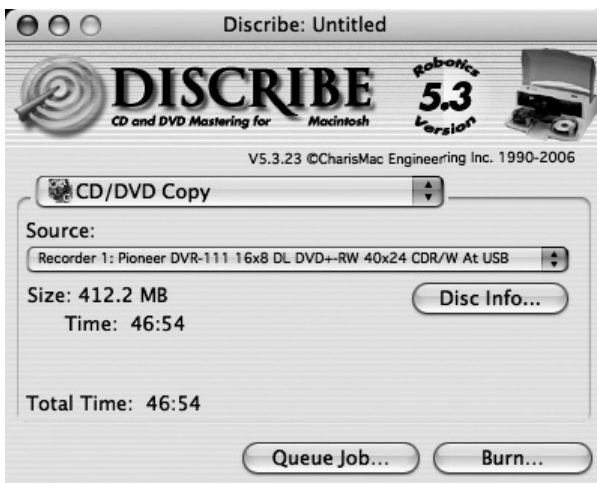 Discribe: Untitled
Robotics
DISCRIBE 5.3
CD and DVD Mastering for Macintosh Version
V5.3.23 ©CharisMac Engineering Inc. 1990-2006
CD/DVD Copy
Source:
Recorder 1: Pioneer DVR-111 16x8 DL DVD+-RW 40x24 CDR/W At USB
Size: 412.2 MB Disc Info...
Time: 46:54
Total Time: 46:54
Queue Job... Burn...